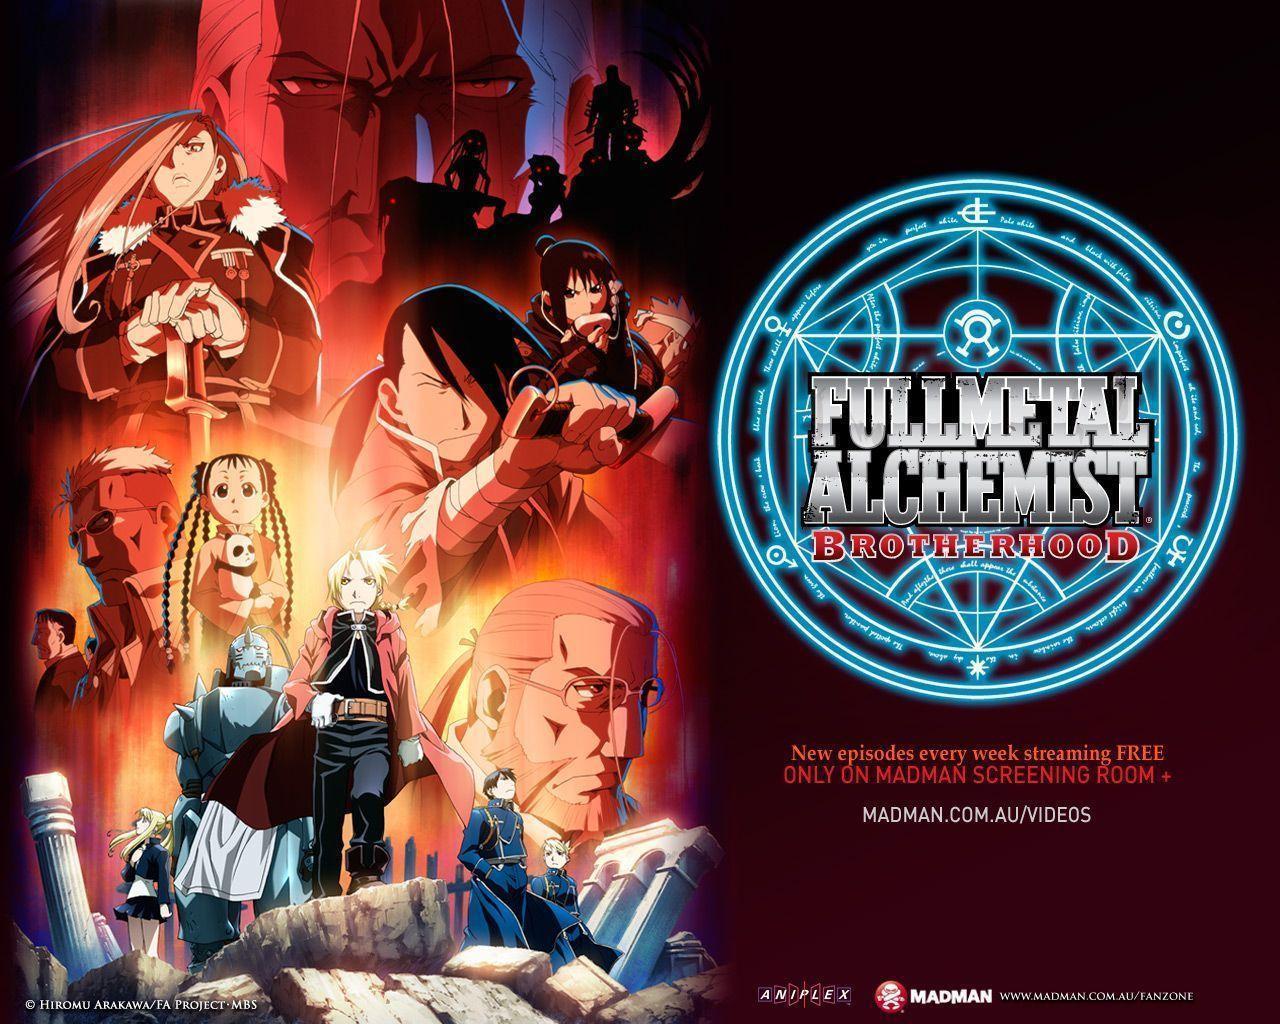 FULLMETAL
ALCHEMIST®
BROTHERHOOD
New episodes every week streaming FREE
ONLY ON MADMAN SCREENING ROOM +
MADMAN.COM.AU/VIDEOS
© HIROMU ARAKAWA/FA PROJECT·MBS
ANIPLEX
MADMAN
WWW.MADMAN.COM.AU/FANZONE